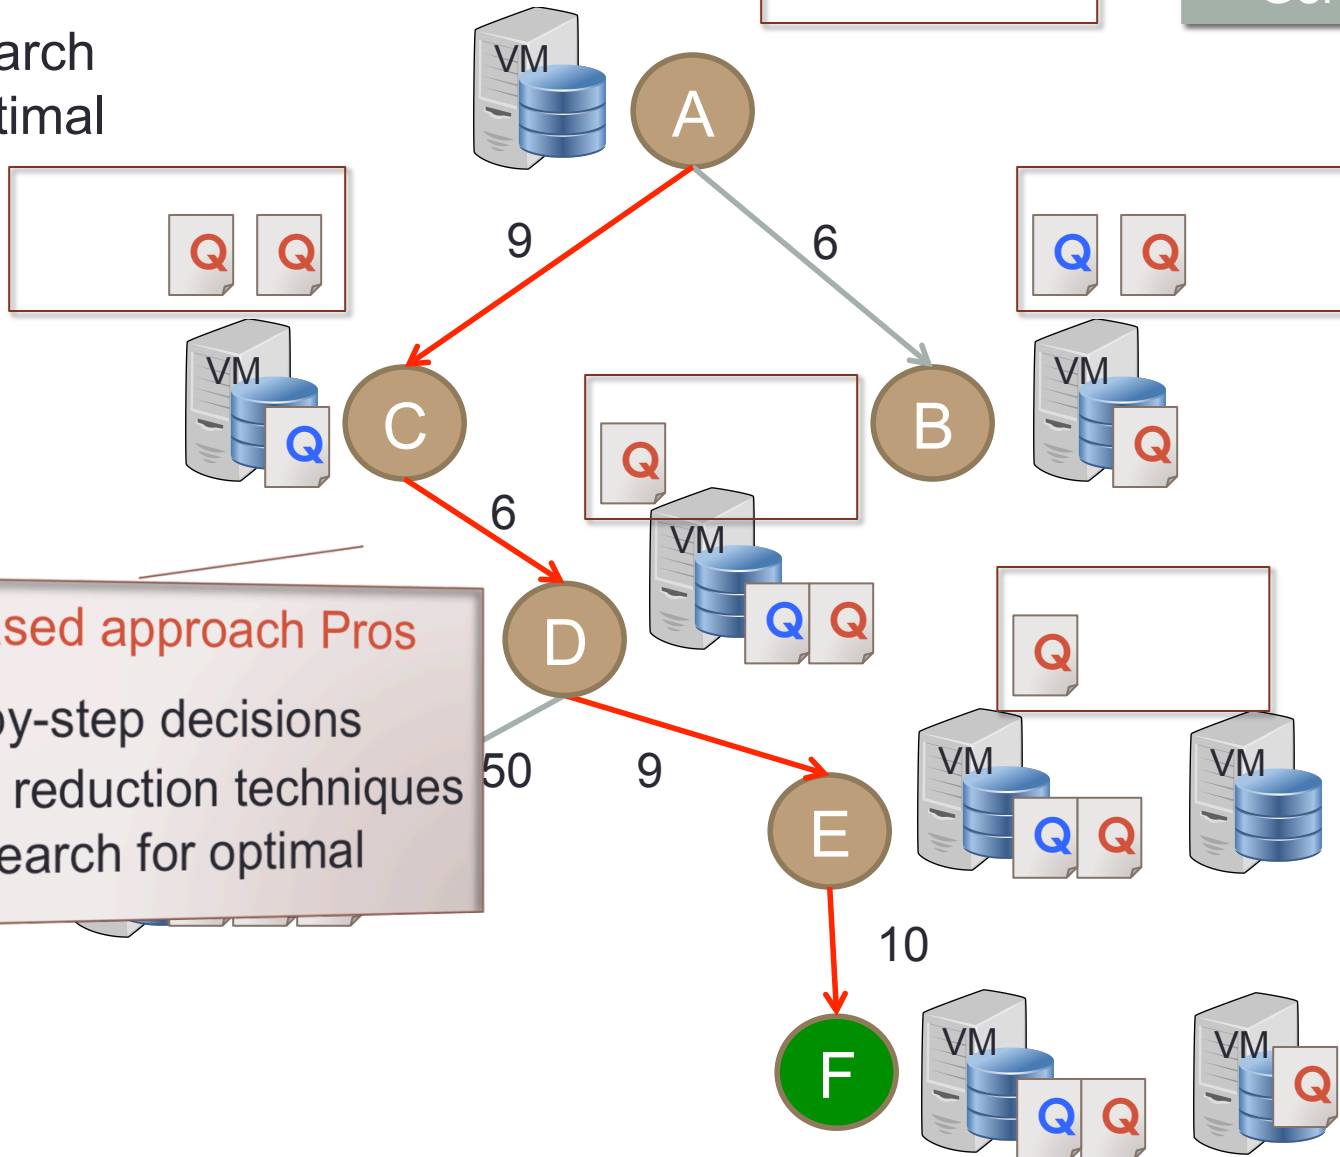 arch
timal
VM
A
9
6
Q Q
Q Q
VM
Q
C
Q
B
VM
Q
6
VM
Q Q
D
sed approach Pros
by-step decisions
reduction techniques
earch for optimal
50
9
Q
VM
Q Q
VM
E
10
F
VM
Q Q
VM
Q